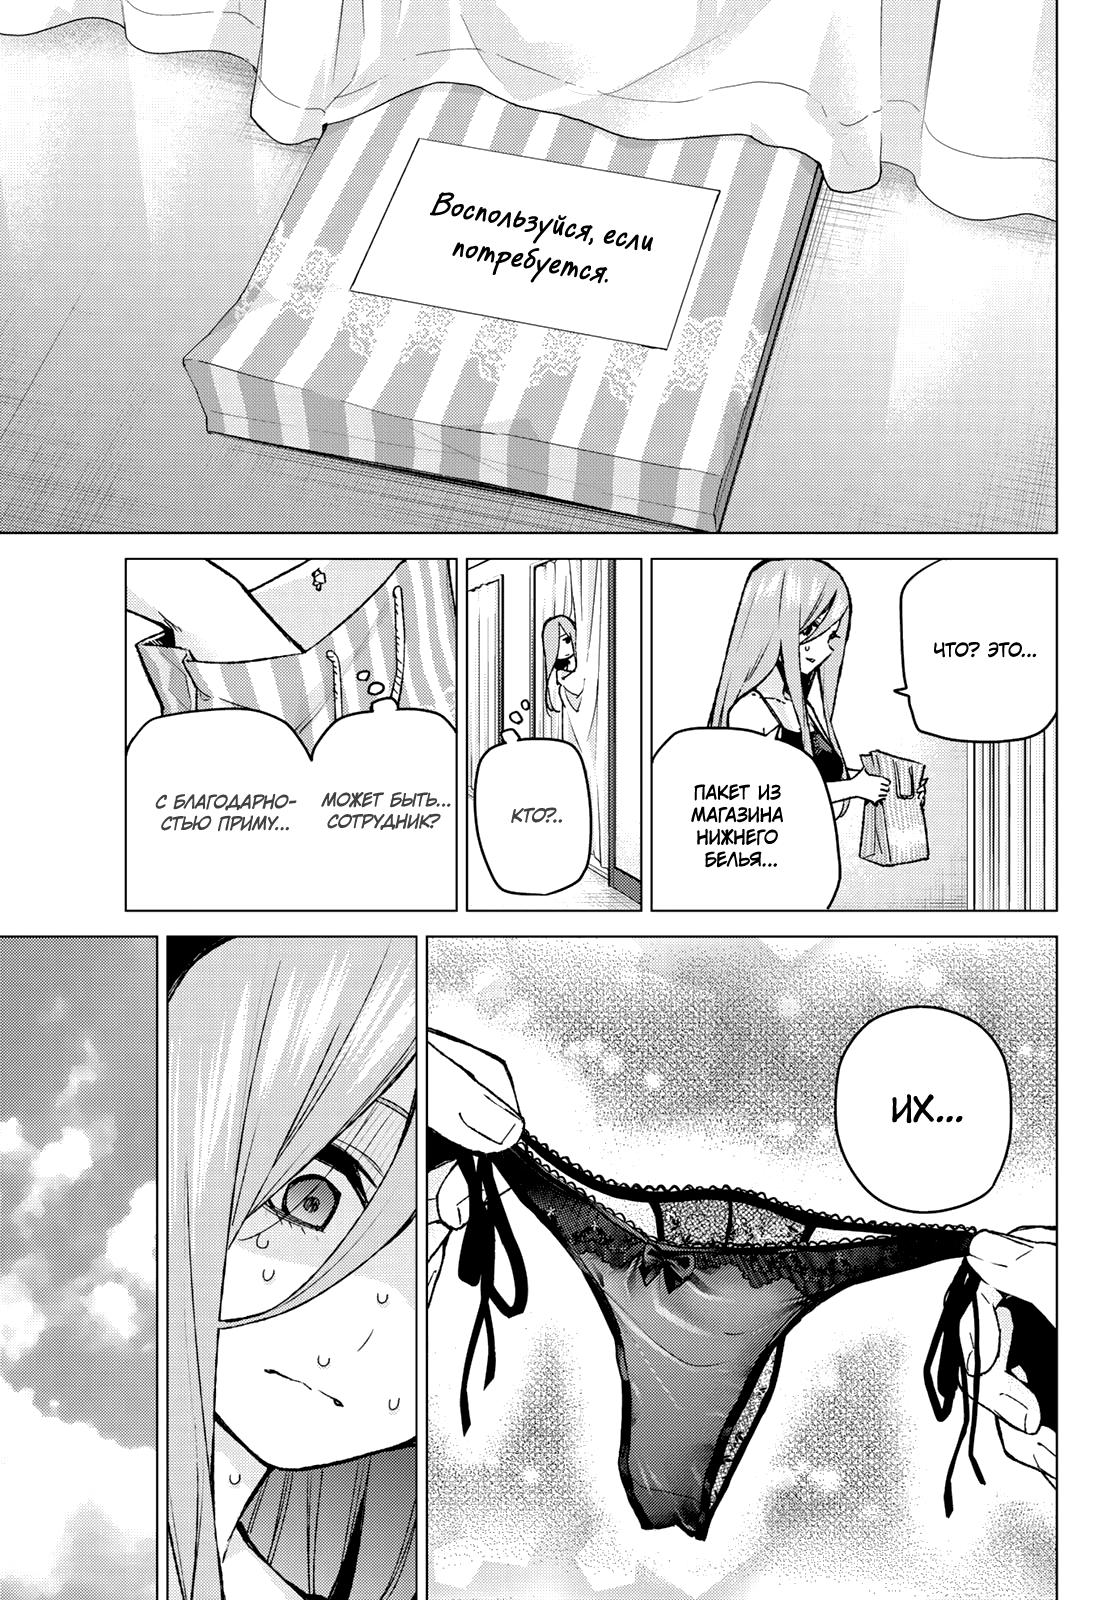 Воспользуйся, если
потребуется.
ЧТО? ЭТО...
ПАКЕТ ИЗ
МАГАЗИНА
НИЖНЕГО
БЕЛЬЯ...
КТО?..
МОЖЕТ БЫТЬ...
СОТРУДНИК?
С БЛАГОДАРНО-
СТЬЮ ПРИМУ...
ИХ...